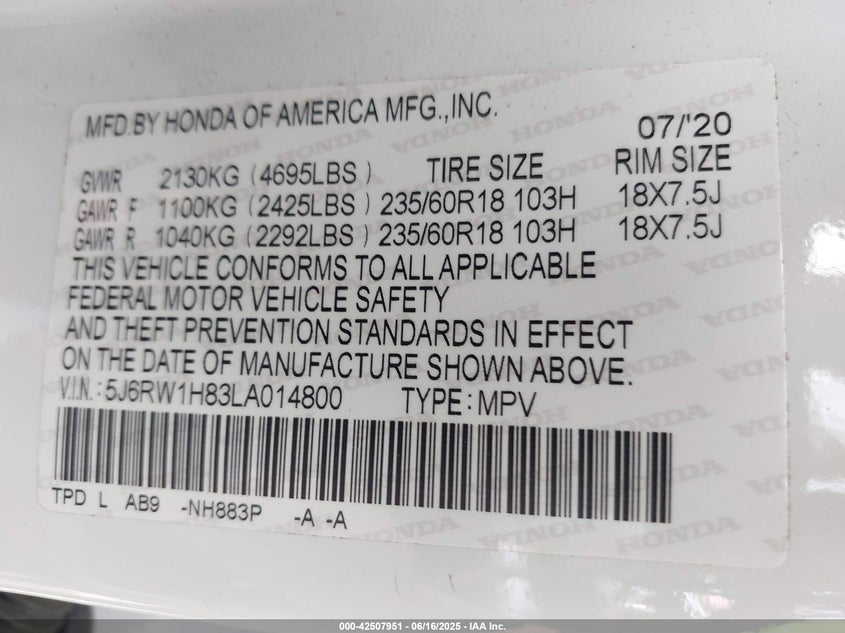 MFD.BY HONDA OF AMERICA MFG.,INC.
07/'20
GVWR 2130KG (4695LBS) TIRE SIZE RIM SIZE
GAWR F 1100KG (2425LBS) 235/60R18 103H 18X7.5J
GAWR R 1040KG (2292LBS) 235/60R18 103H 18X7.5J
THIS VEHICLE CONFORMS TO ALL APPLICABLE
FEDERAL MOTOR VEHICLE SAFETY
AND THEFT PREVENTION STANDARDS IN EFFECT
ON THE DATE OF MANUFACTURE SHOWN ABOVE.
V.I.N.:5J6RW1H83LA014800 TYPE:MPV
TPD L AB9 -NH883P -A -A
000-42507951 / 06/16/2025 - IAA Inc.